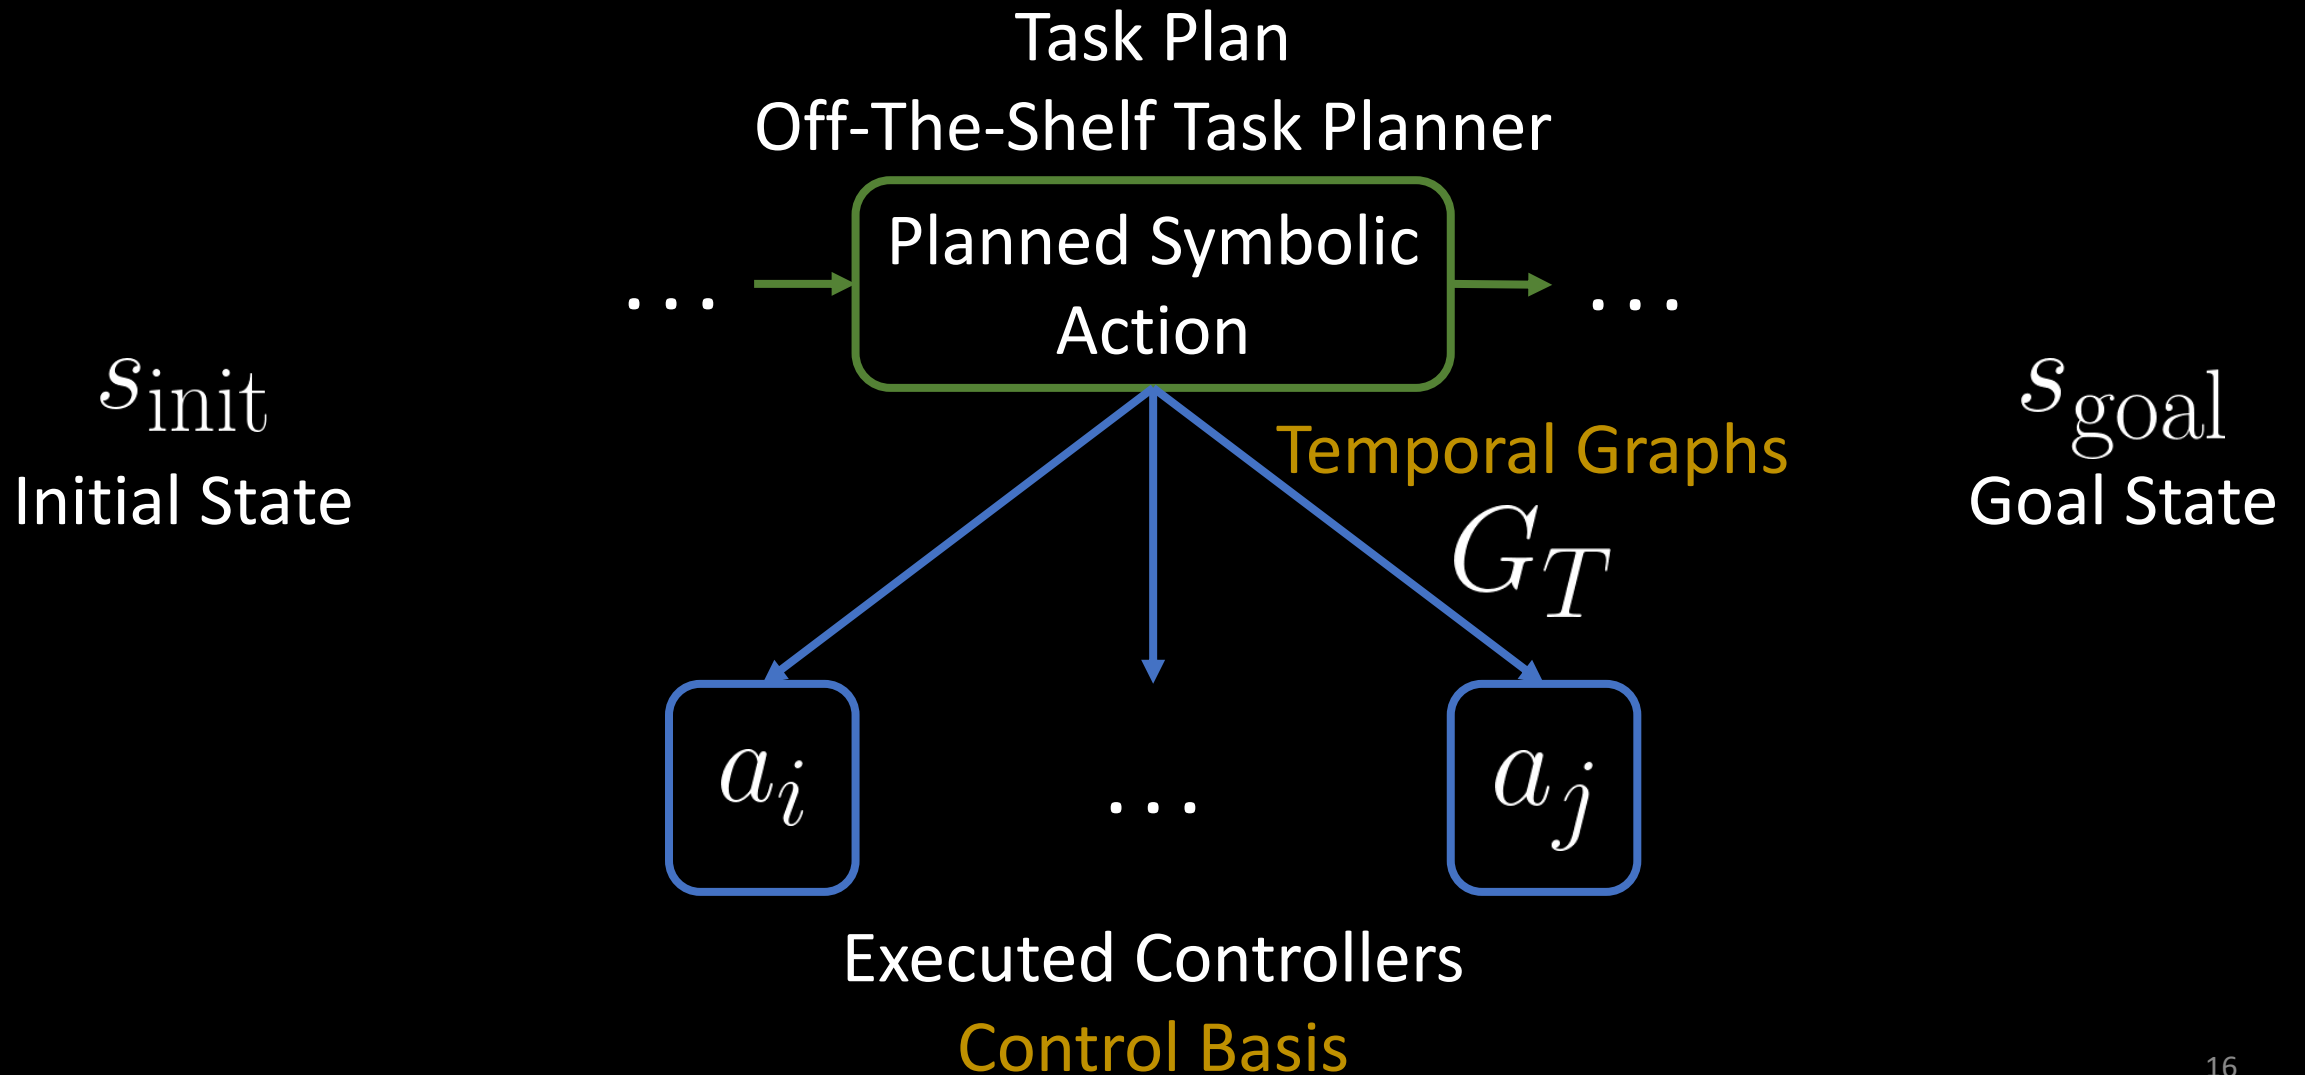 Task Plan
Off-The-Shelf Task Planner
... Planned Symbolic ...
Action
s_init
Initial State
s_goal
Goal State
Temporal Graphs
G_T
a_i ... a_j
Executed Controllers
Control Basis
16